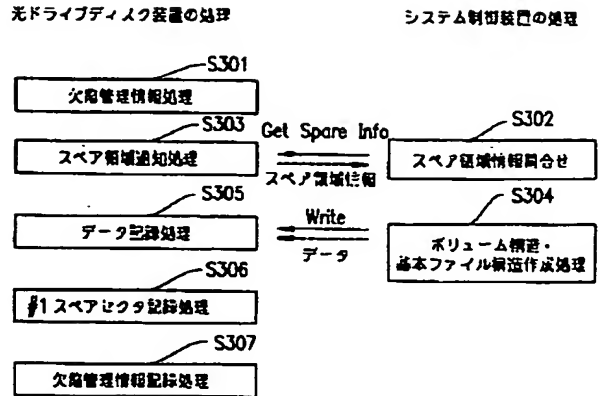 光ドライブディスク装置の処理
システム制御装置の処理
S301
欠陥管理情報処理
S303
スペア領域通知処理
Get Spare Info
スペア領域情報
S302
スペア領域情報問合せ
S305
データ記録処理
Write
データ
S304
ボリューム構造・
基本ファイル構造作成処理
S306
#1 スペアセクタ記録処理
S307
欠陥管理情報記録処理